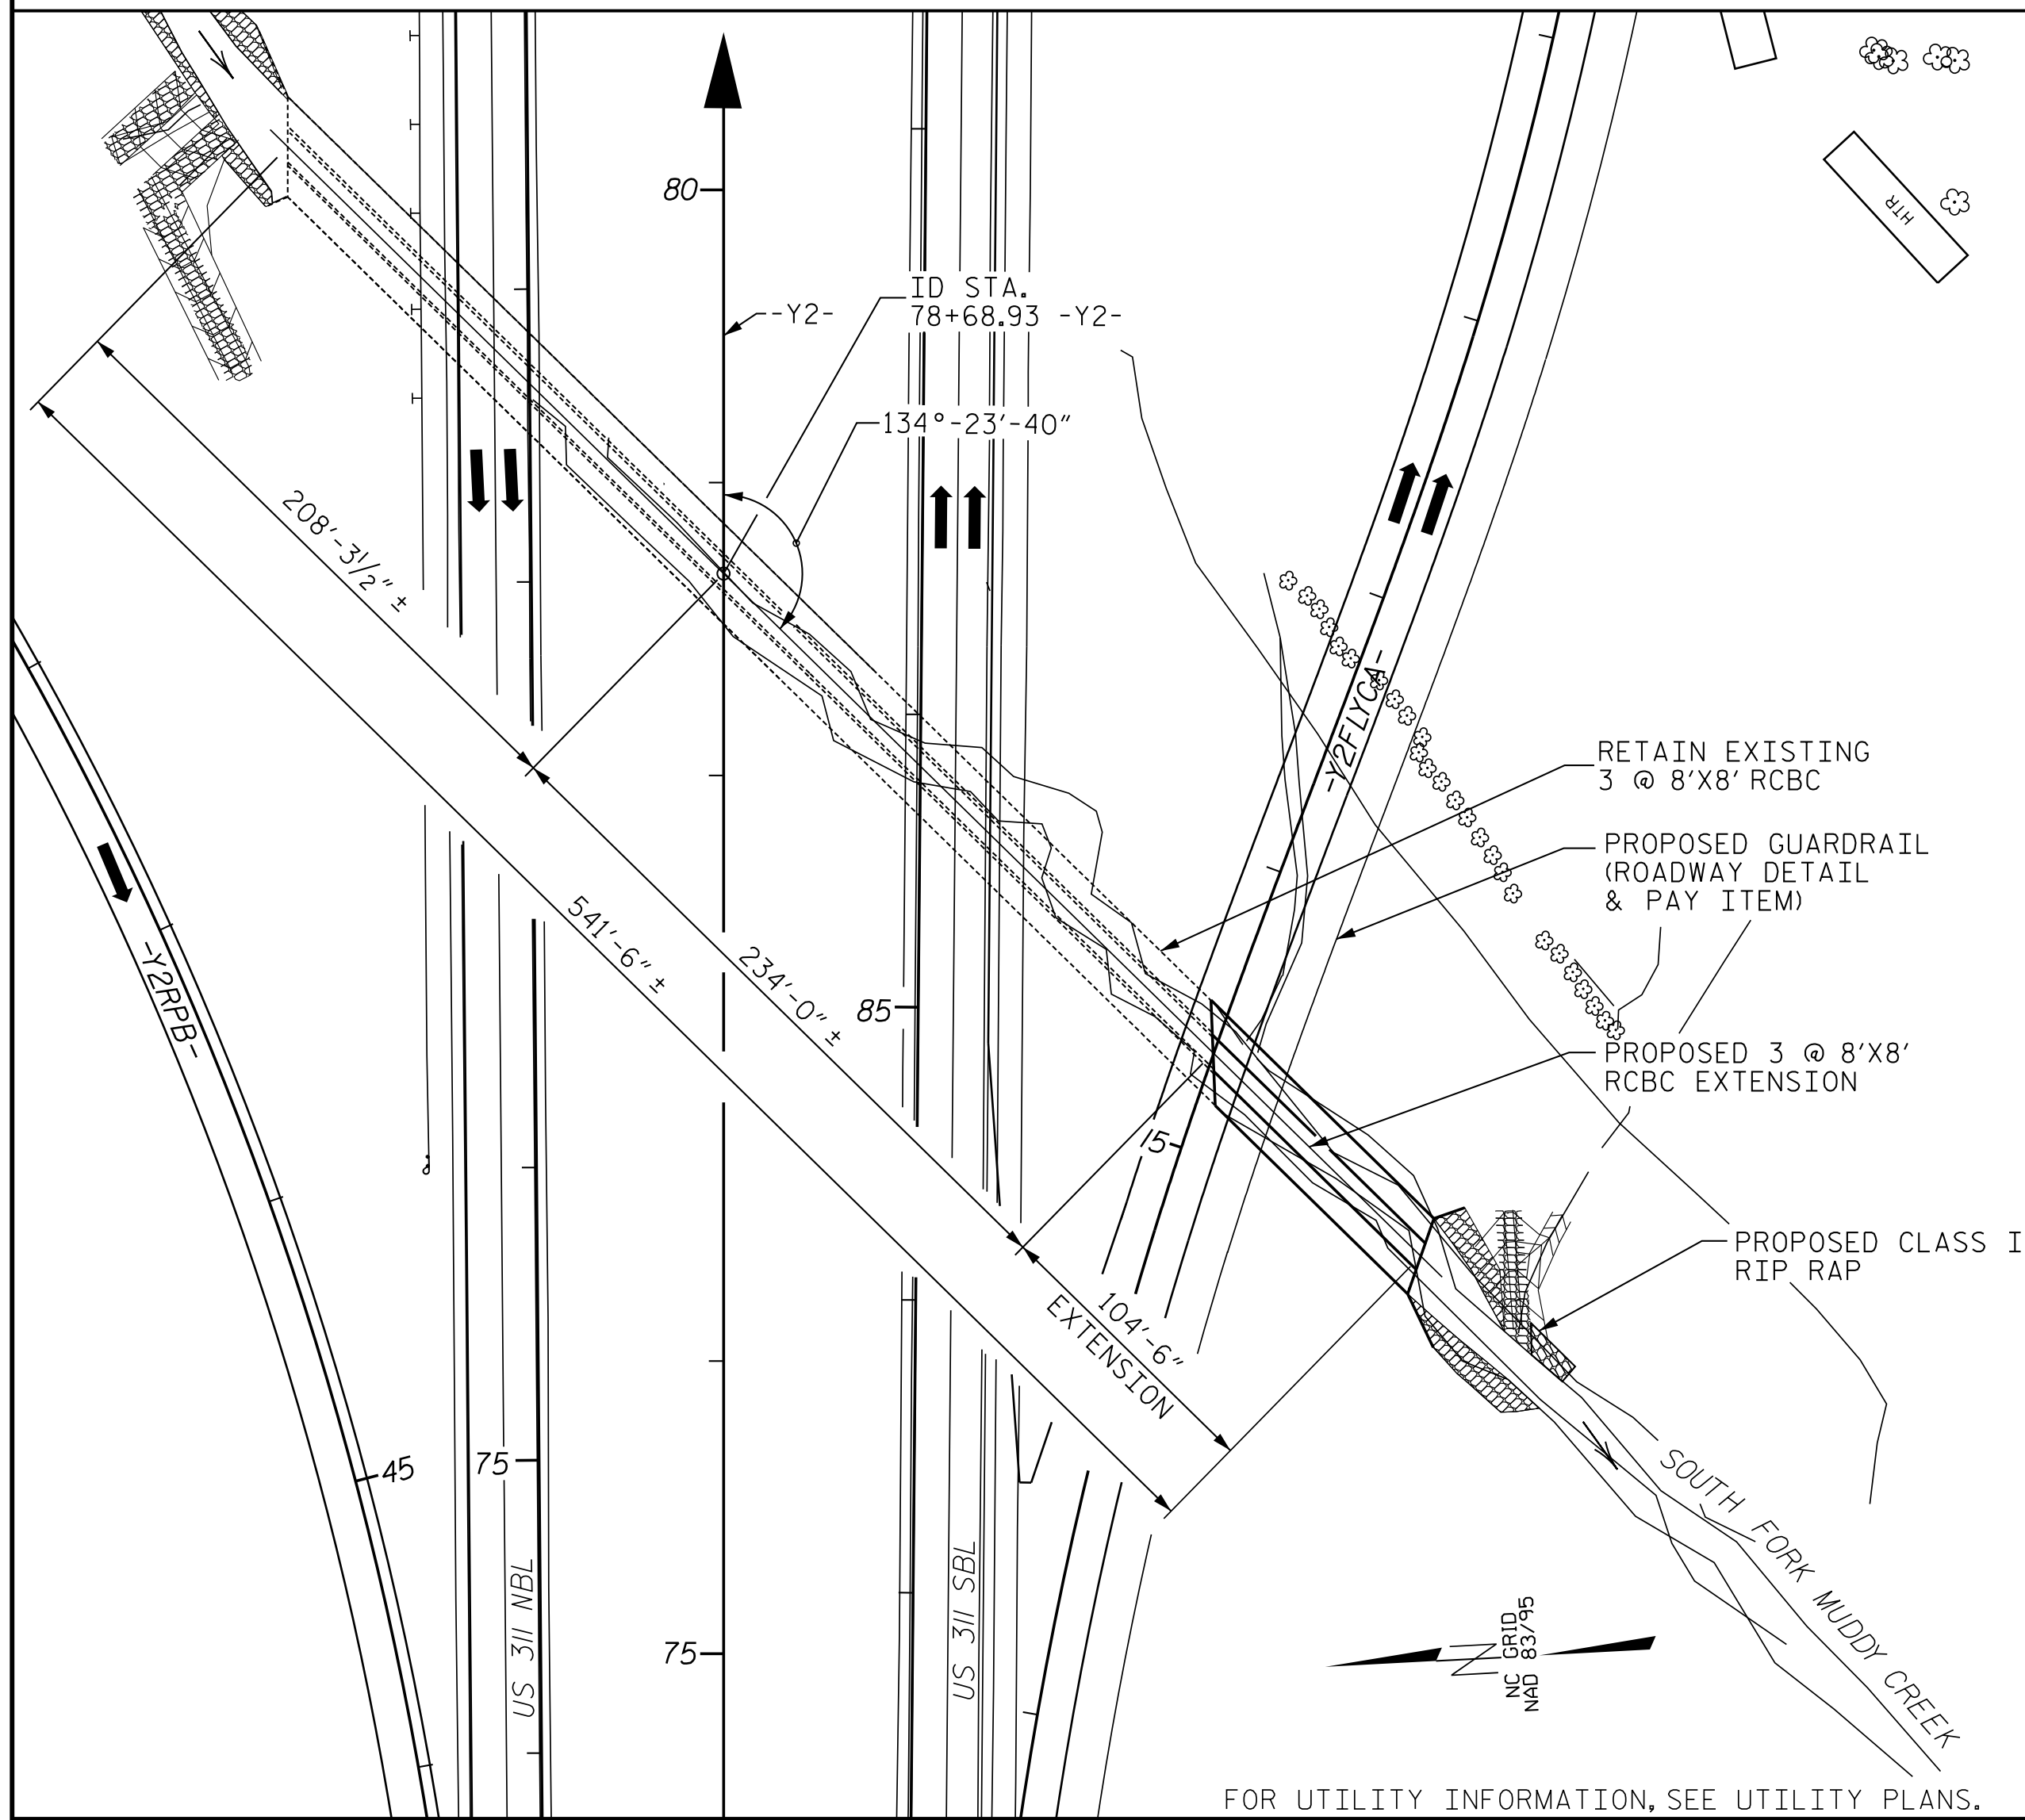 80
ID STA.
78+68.93 -Y2-
-Y2-
HTR
134°-23'-40"
208'-3½" ±
-Y2FLYCA-
RETAIN EXISTING
3 @ 8'X8' RCBC
PROPOSED GUARDRAIL
(ROADWAY DETAIL
& PAY ITEM)
541'-6" ±
234'-0" ±
-Y2RPB-
85
PROPOSED 3 @ 8'X8'
RCBC EXTENSION
15
PROPOSED CLASS I
RIP RAP
104'-6"
EXTENSION
45
75
SOUTH FORK MUDDY CREEK
US 311 NBL
US 311 SBL
75
NC GRID
NAD 83/95
FOR UTILITY INFORMATION, SEE UTILITY PLANS.